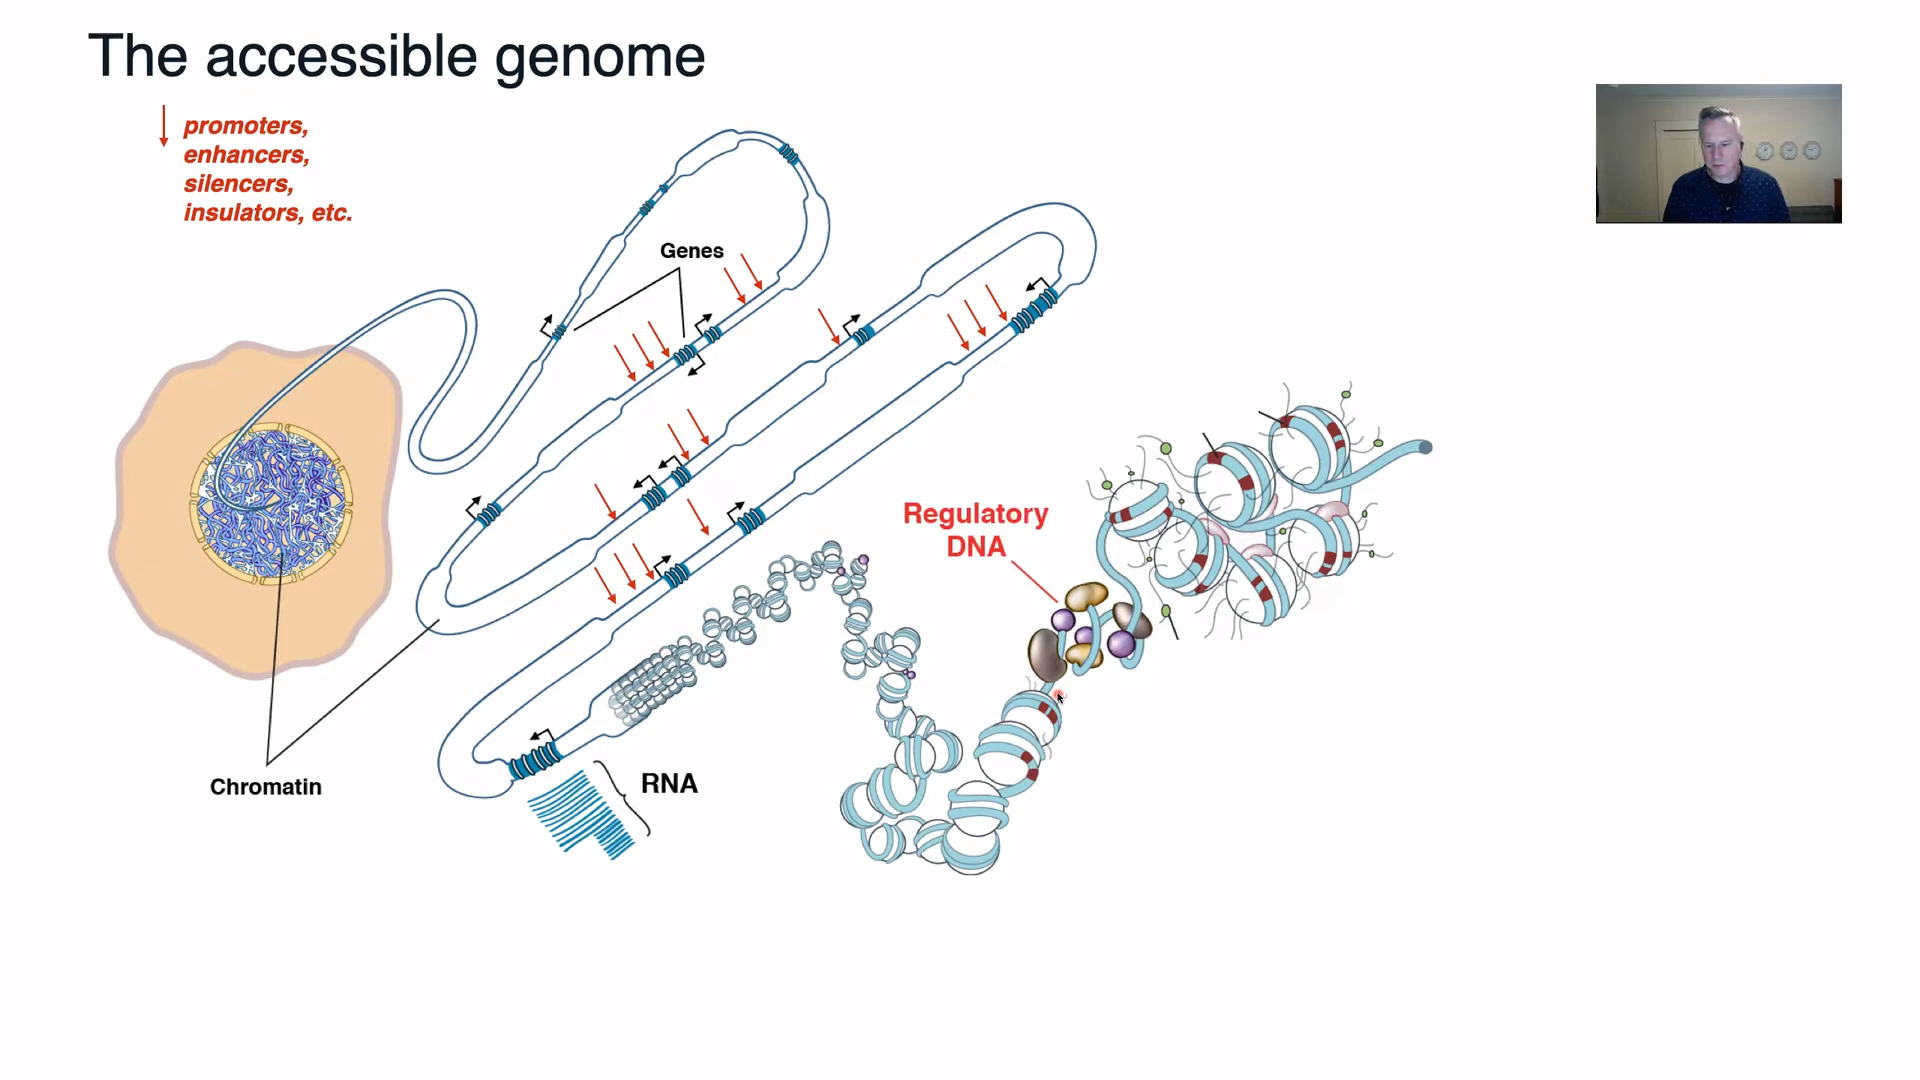 The accessible genome
promoters,
enhancers,
silencers,
insulators, etc.
Genes
Regulatory
DNA
Chromatin
RNA